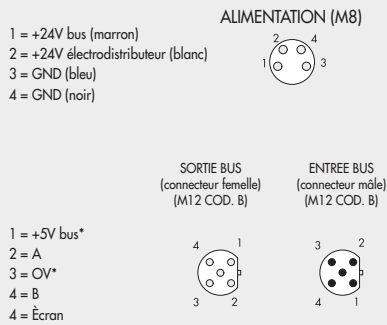 ALIMENTATION (M8)
1 = +24V bus (marron)
2 = +24V électrodistributeur (blanc)
3 = GND (bleu)
4 = GND (noir)
2 4
1 3
SORTIE BUS
(connecteur femelle)
(M12 COD. B)
ENTREE BUS
(connecteur mâle)
(M12 COD. B)
1 = +5V bus*
2 = A
3 = OV*
4 = B
4 = Ècran
4 1
3 2
3 2
4 1